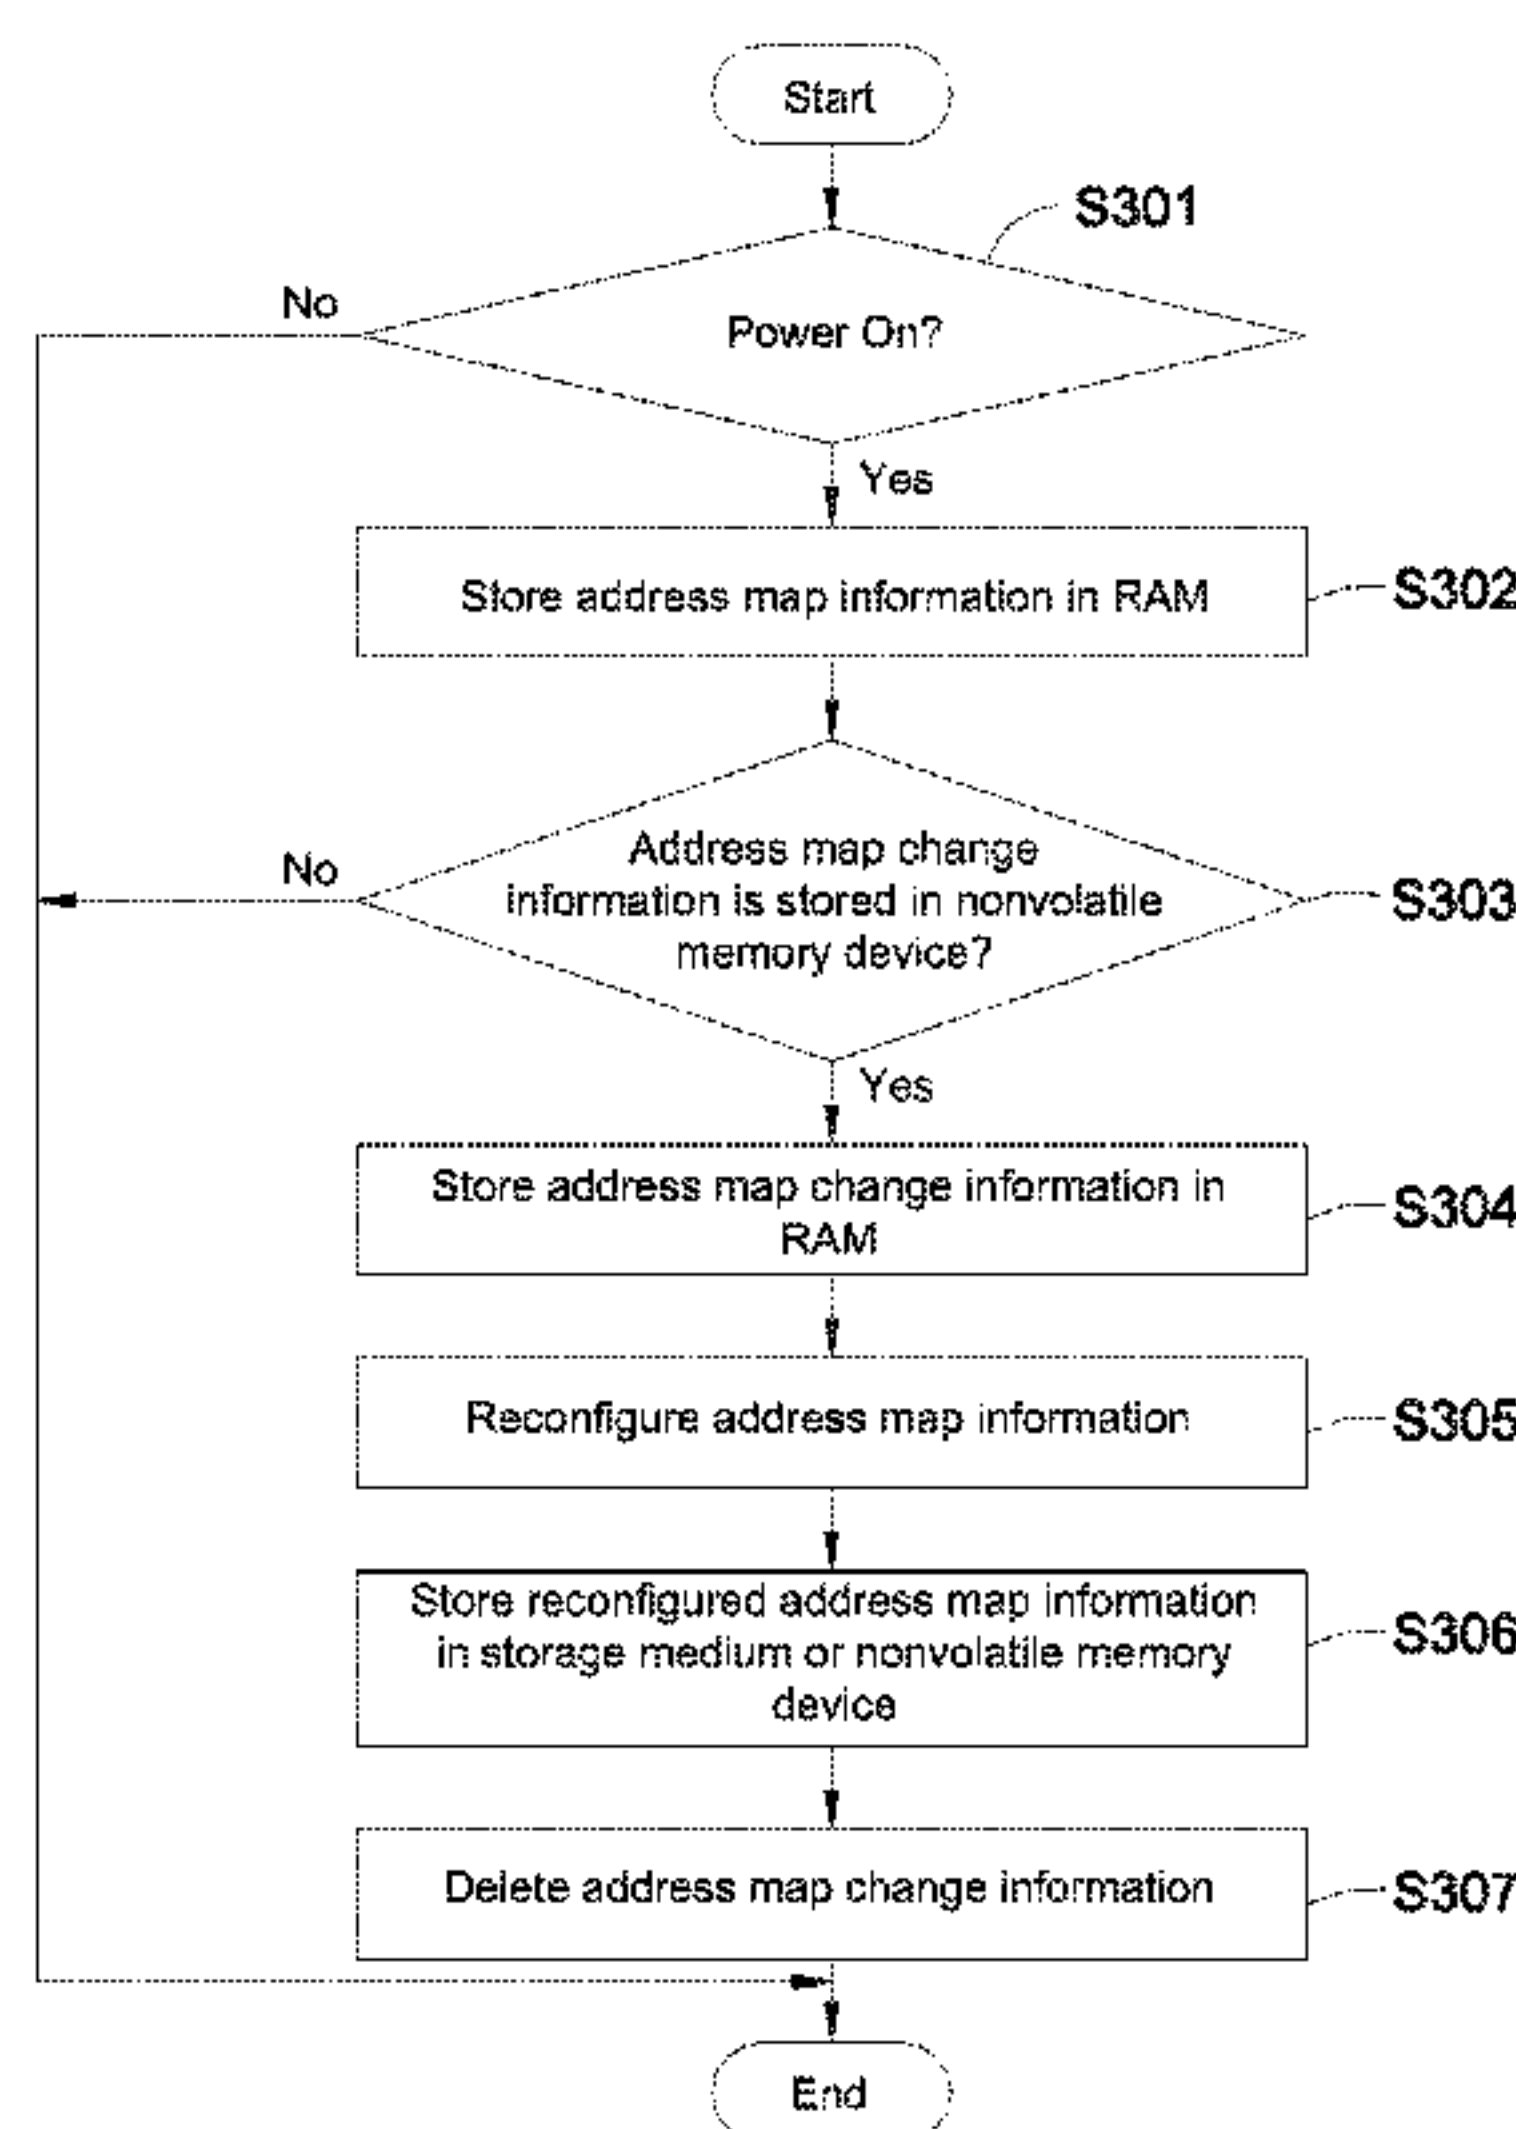 Start
S301
No
Power On?
Yes
Store address map information in RAM
S302
Address map change
No
information is stored in nonvolatile
S303
memory device?
Yes
Store address map change information in
S304
RAM
Reconfigure address map information
S305
Store reconfigured address map information
S306
in storage medium or nonvolatile memory
device
Delete address map change information
S307
End